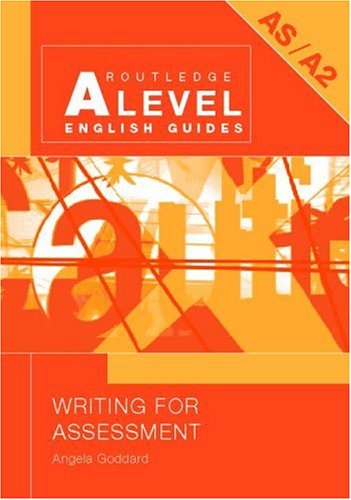 AS / A2
ROUTLEDGE
A LEVEL
ENGLISH GUIDES
WRITING FOR
ASSESSMENT
Angela Goddard